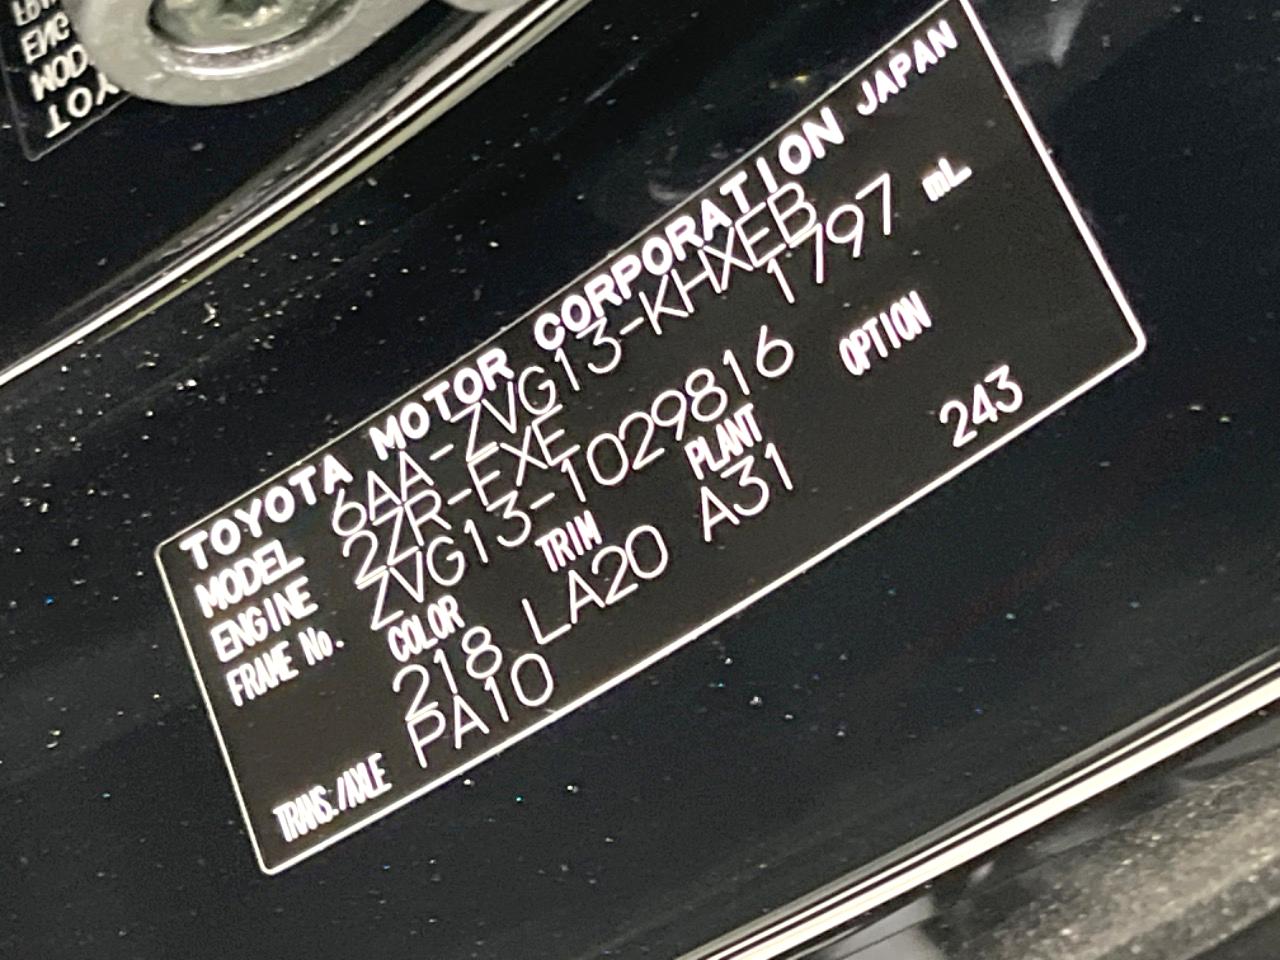 TOYOTA MOTOR CORPORATION JAPAN
MODEL 6AA-ZVG13-KHXEB
ENGINE 2ZR-FXE 1797 mL
FRAME No. ZVG13-1029816
COLOR TRIM PLANT OPTION
218 LA20 A31 243
TRANS./AXLE PA10